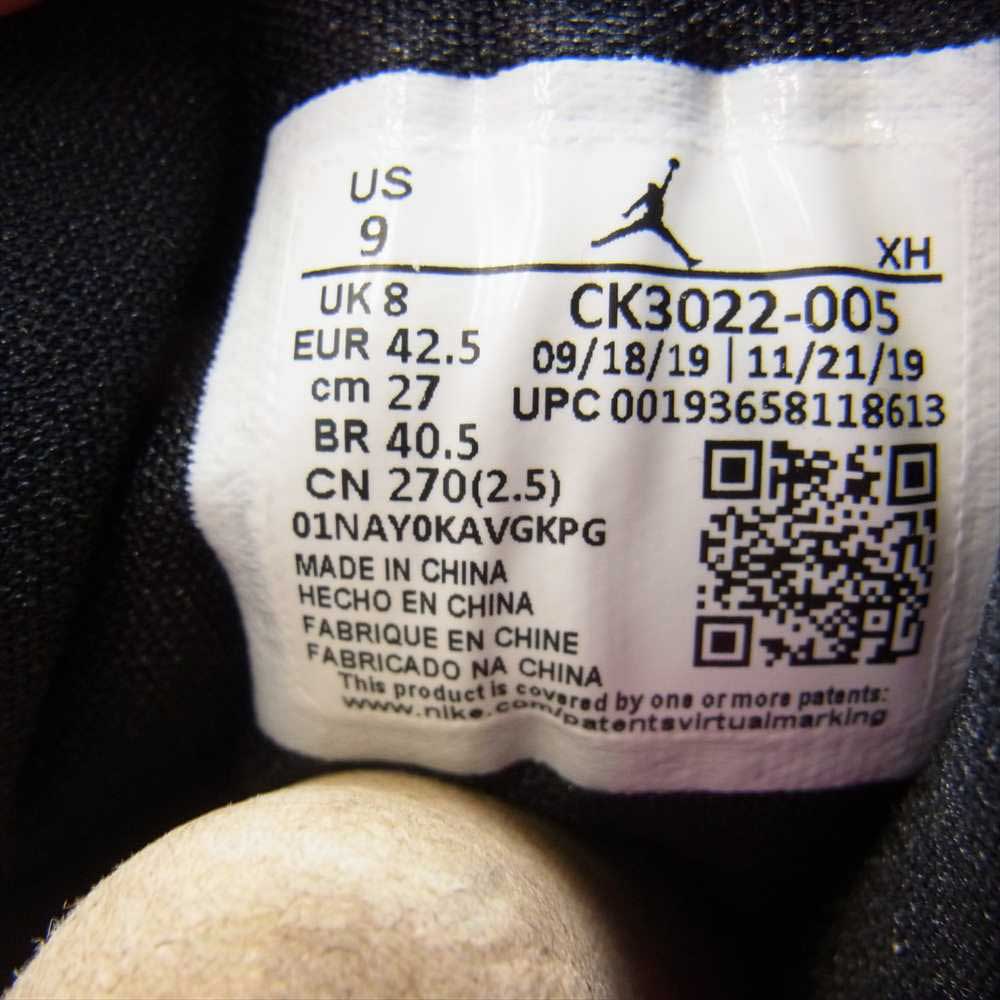 US
9
XH
UK 8
EUR 42.5
cm 27
BR 40.5
CN 270(2.5)
CK3022-005
09/18/19 | 11/21/19
UPC 00193658118613
01NAY0KAVGKPG
MADE IN CHINA
HECHO EN CHINA
FABRIQUE EN CHINE
FABRICADO NA CHINA
This product is covered by one or more patents:
www.nike.com/patentsvirtualmarking